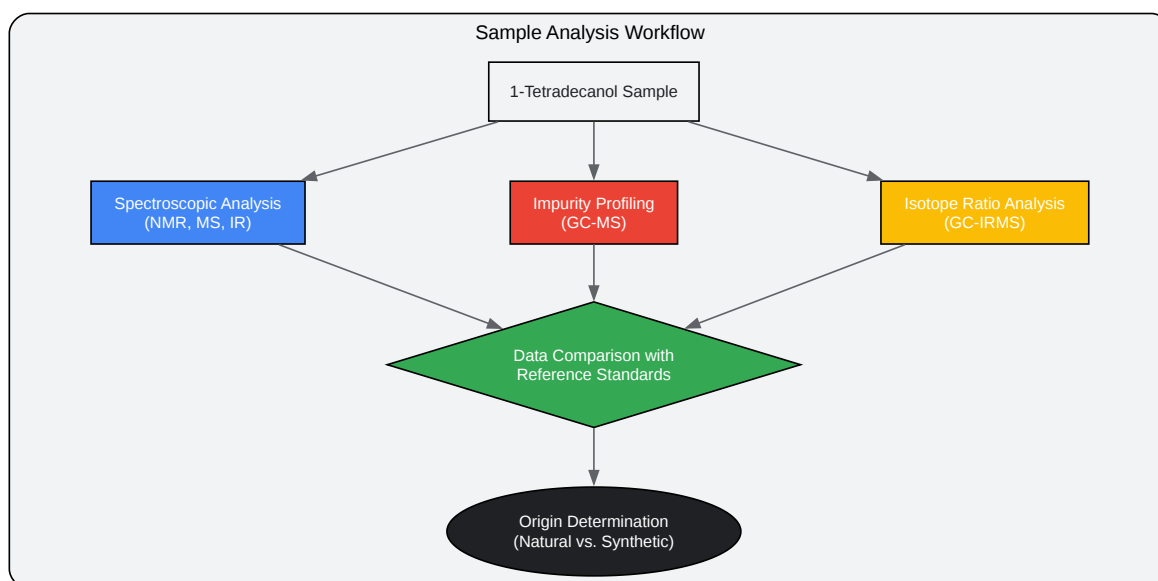 Sample Analysis Workflow
1-Tetradecanol Sample
Spectroscopic Analysis
(NMR, MS, IR)
Impurity Profiling
(GC-MS)
Isotope Ratio Analysis
(GC-IRMS)
Data Comparison with
Reference Standards
Origin Determination
(Natural vs. Synthetic)